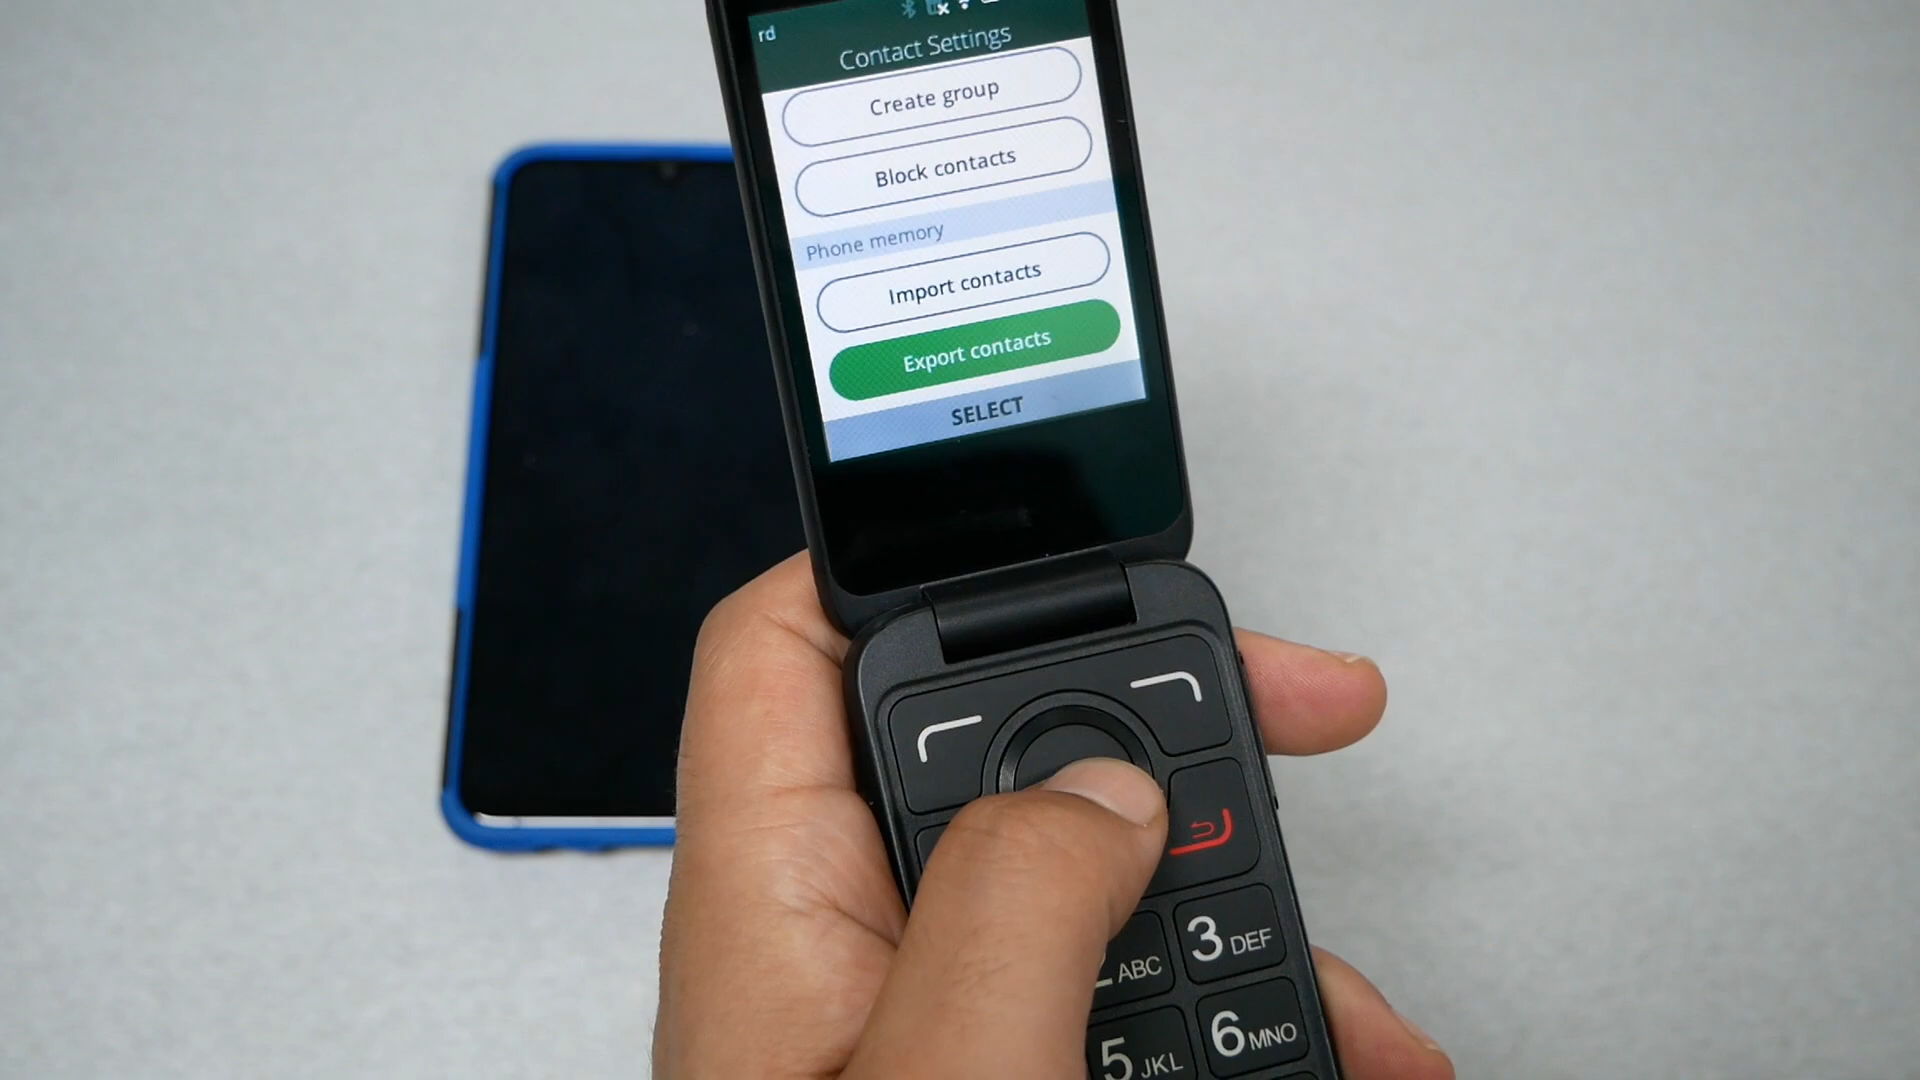 rd
Contact Settings
Create group
Block contacts
Phone memory
Import contacts
Export contacts
SELECT
ABC
3 DEF
5 JKL
6 MNO